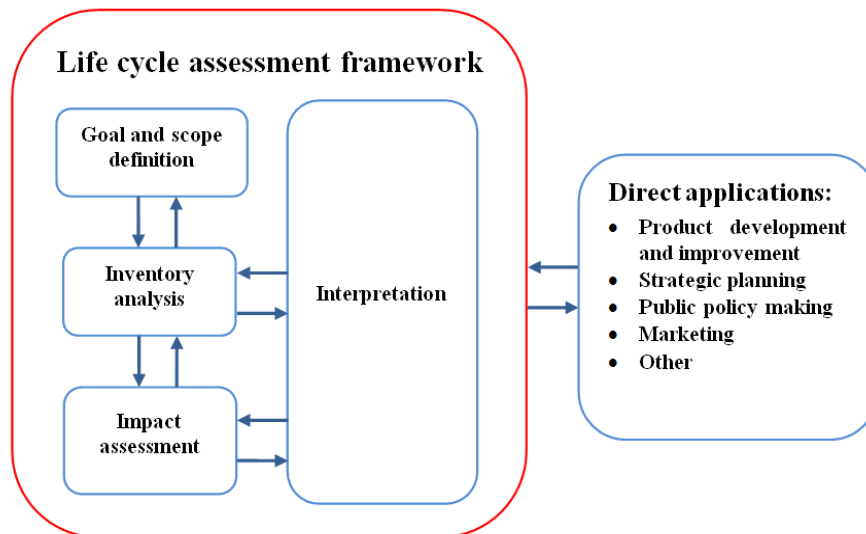 Life cycle assessment framework
Goal and scope
definition
Inventory
analysis
Impact
assessment
Interpretation
Direct applications:
• Product development
and improvement
• Strategic planning
• Public policy making
• Marketing
• Other